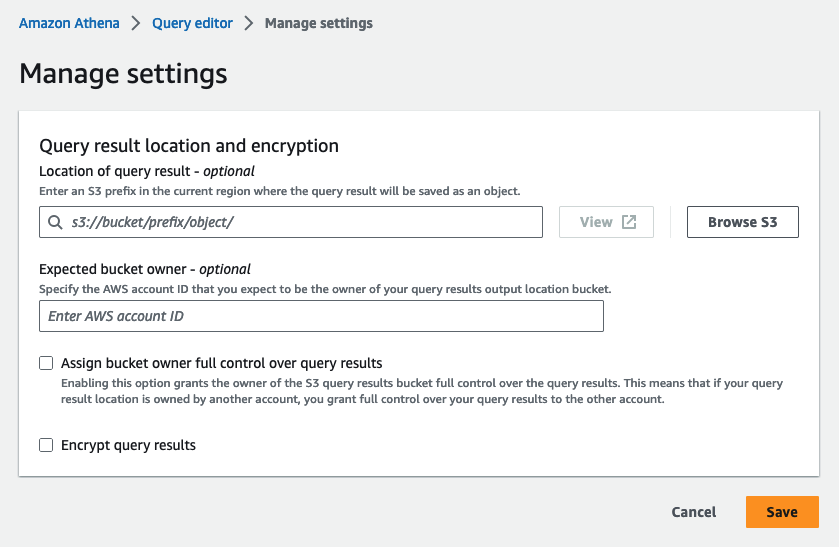 Amazon Athena > Query editor > Manage settings
Manage settings
Query result location and encryption
Location of query result - optional
Enter an S3 prefix in the current region where the query result will be saved as an object.
s3://bucket/prefix/object/
View
Browse S3
Expected bucket owner - optional
Specify the AWS account ID that you expect to be the owner of your query results output location bucket.
Enter AWS account ID
Assign bucket owner full control over query results
Enabling this option grants the owner of the S3 query results bucket full control over the query results. This means that if your query
result location is owned by another account, you grant full control over your query results to the other account.
Encrypt query results
Cancel
Save